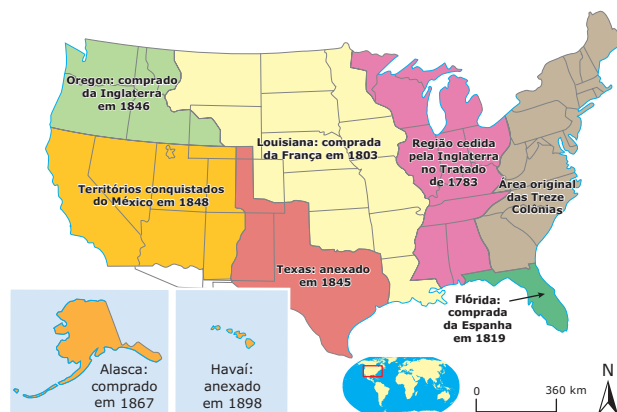 Oregon: comprado
da Inglaterra
em 1846
Louisiana: comprada
da França em 1803
Região cedida
pela Inglaterra
no Tratado
de 1783
Área original
das Treze
Colônias
Territórios conquistados
do México em 1848
Texas: anexado
em 1845
Flórida:
comprada
da Espanha
em 1819
Alasca:
comprado
em 1867
Havaí:
anexado
em 1898
N
0 360 km